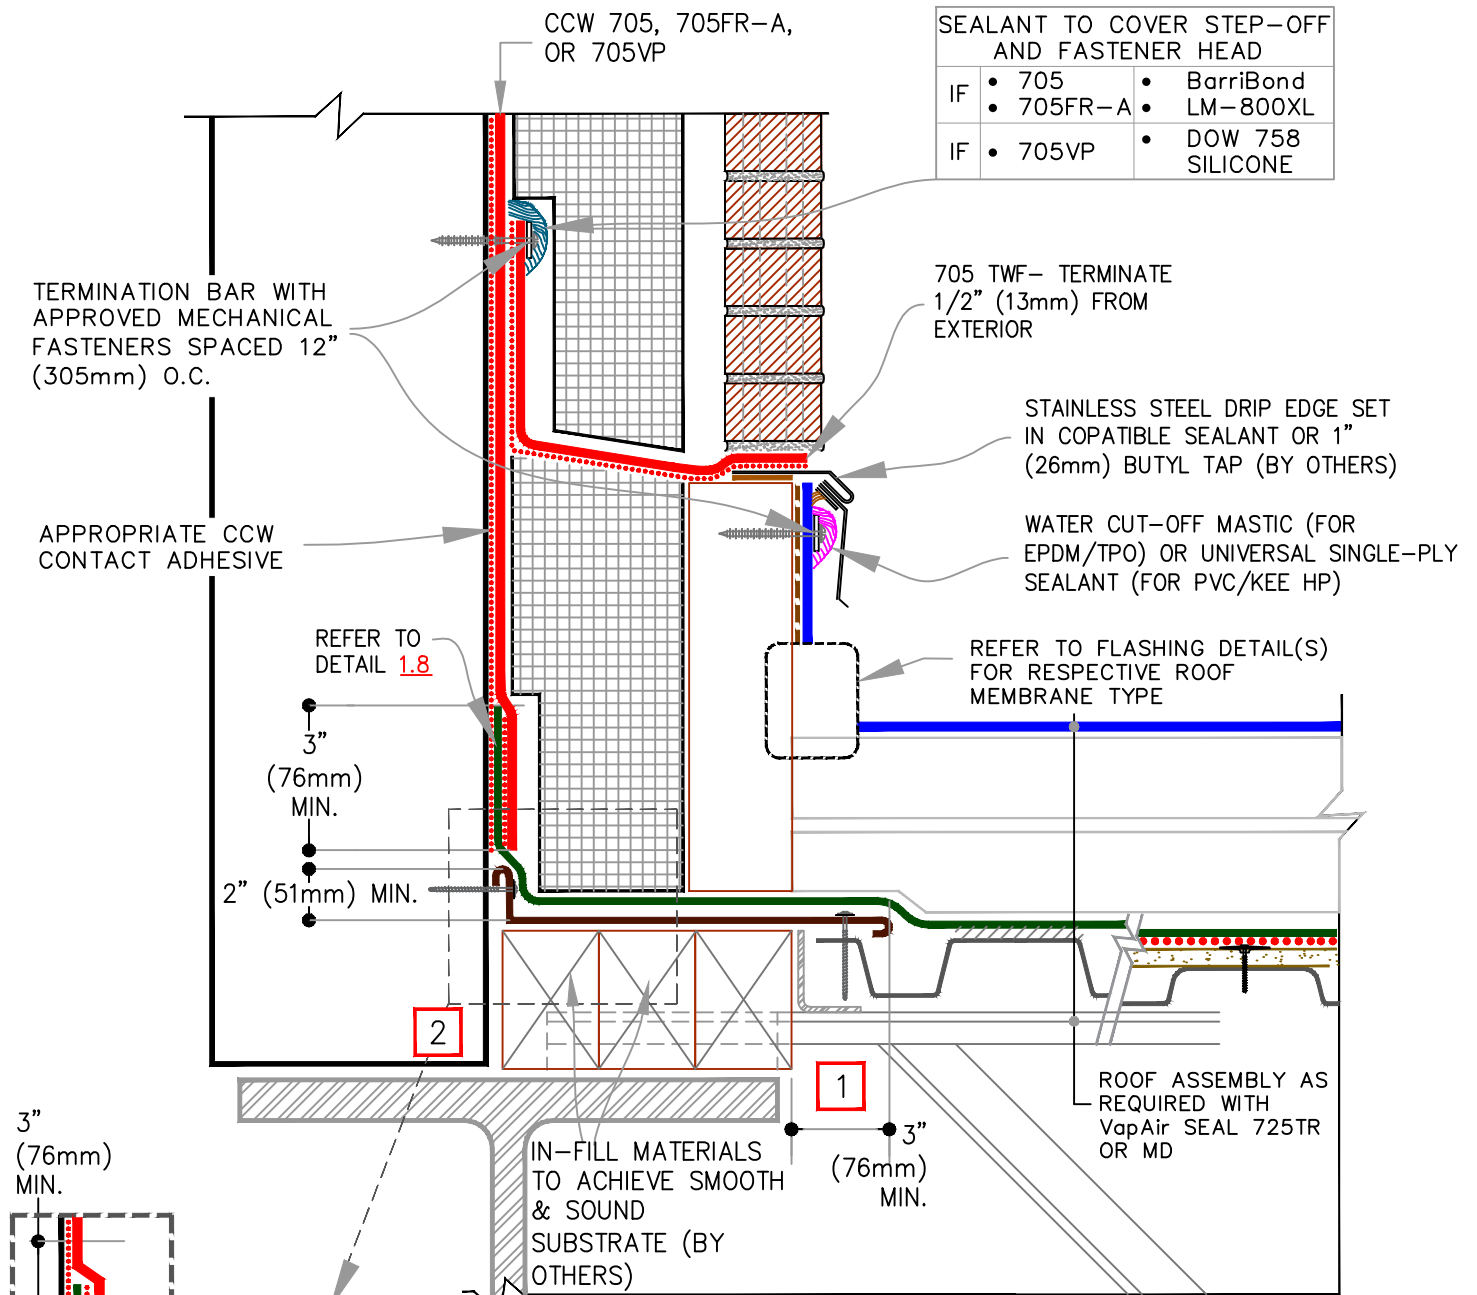 CCW 705, 705FR-A,
OR 705VP
SEALANT TO COVER STEP-OFF
AND FASTENER HEAD
IF • 705 • BarriBond
• 705FR-A • LM-800XL
IF • 705VP • DOW 758
SILICONE
TERMINATION BAR WITH
APPROVED MECHANICAL
FASTENERS SPACED 12"
(305mm) O.C.
705 TWF- TERMINATE
1/2" (13mm) FROM
EXTERIOR
STAINLESS STEEL DRIP EDGE SET
IN COPATIBLE SEALANT OR 1"
(26mm) BUTYL TAP (BY OTHERS)
APPROPRIATE CCW
CONTACT ADHESIVE
WATER CUT-OFF MASTIC (FOR
EPDM/TPO) OR UNIVERSAL SINGLE-PLY
SEALANT (FOR PVC/KEE HP)
REFER TO
DETAIL 1.8
REFER TO FLASHING DETAIL(S)
FOR RESPECTIVE ROOF
MEMBRANE TYPE
3"
(76mm)
MIN.
2" (51mm) MIN.
2
1
3"
(76mm)
MIN.
ROOF ASSEMBLY AS
REQUIRED WITH
VapAir SEAL 725TR
OR MD
IN-FILL MATERIALS
TO ACHIEVE SMOOTH
& SOUND
SUBSTRATE (BY
OTHERS)
3"
(76mm)
MIN.